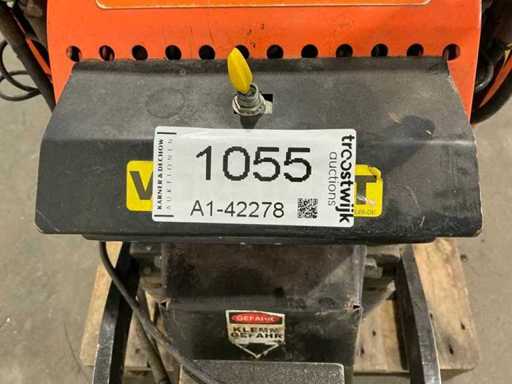 KARNER & DECHOW
AUKTIONEN
1055
A1-42278
troostwijk
auctions
GEFAHR
KLEMM
GEFAHR